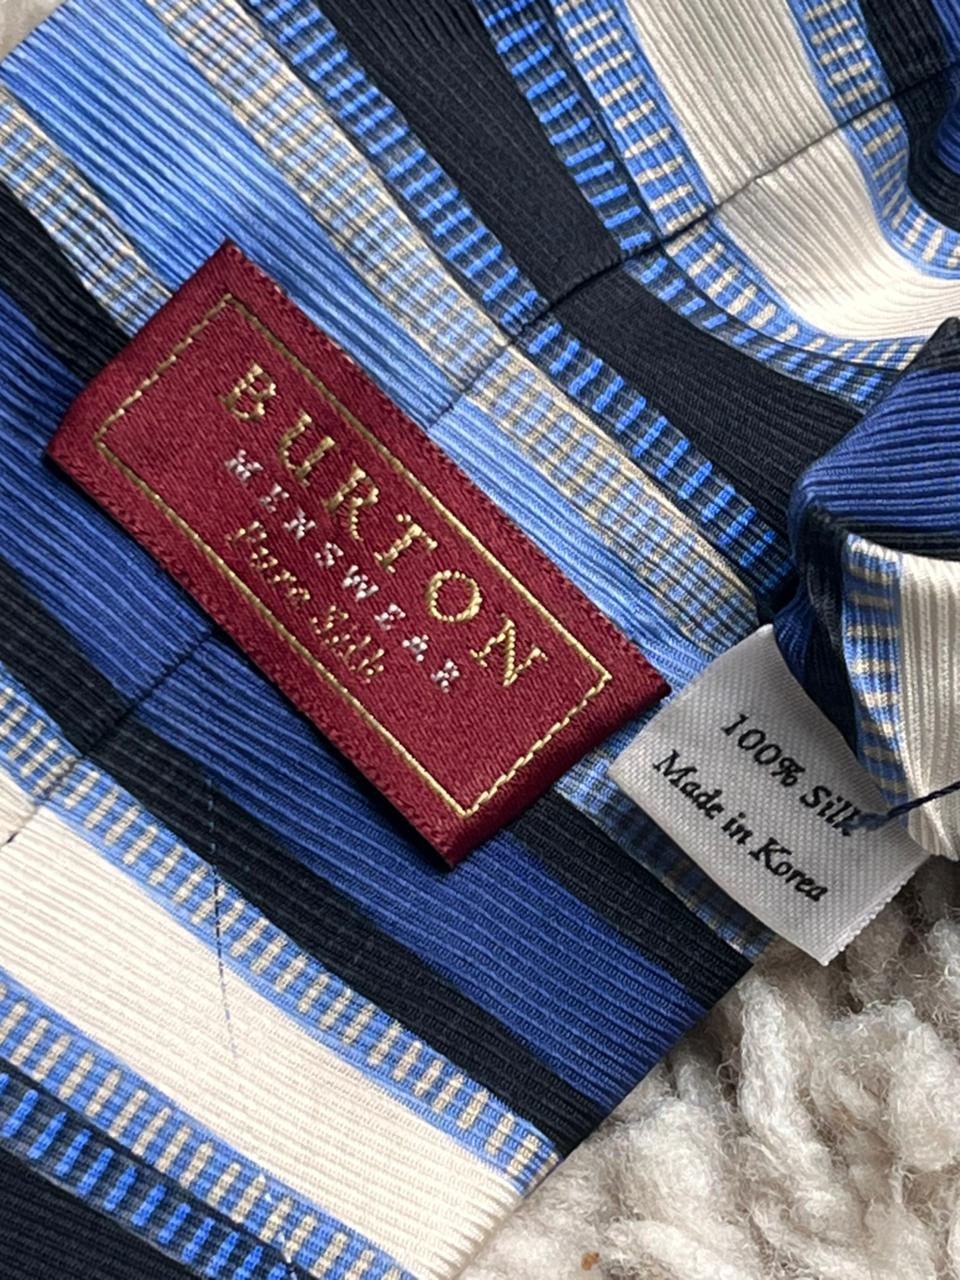 BURTON
MENSWEAR
Pure Silk
100% Silk
Made in Korea